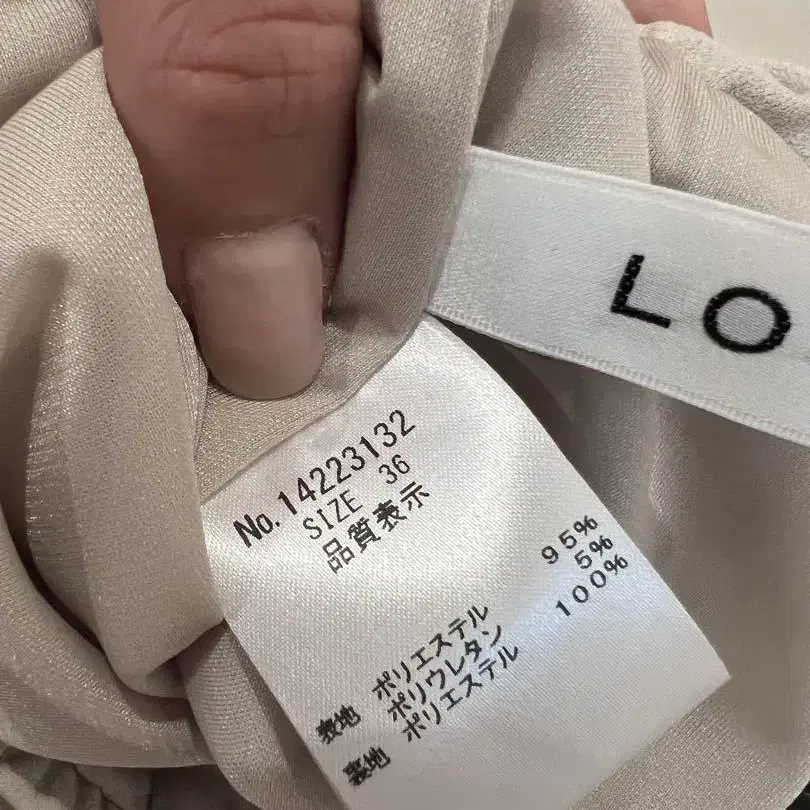 LO
No.14223132
SIZE 36
品質表示
表地 ポリエステル 95%
ポリウレタン 5%
裏地 ポリエステル 100%